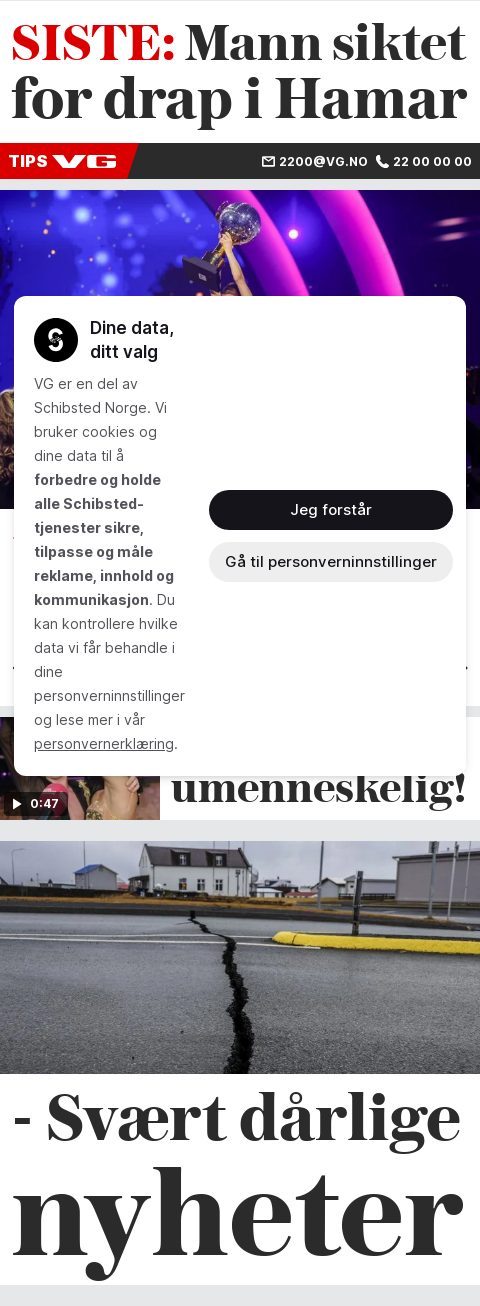 SISTE: Mann siktet
for drap i Hamar
TIPS VG
2200@VG.NO 22 00 00 00
Dine data,
ditt valg
VG er en del av
Schibsted Norge. Vi
bruker cookies og
dine data til å
forbedre og holde
alle Schibsted-
tjenester sikre,
tilpasse og måle
reklame, innhold og
kommunikasjon. Du
kan kontrollere hvilke
data vi får behandle i
dine
personverninnstillinger
og lese mer i vår
personvernerklæring.
Jeg forstår
Gå til personverninnstillinger
umenneskelig!
0:47
- Svært dårlige
nyheter